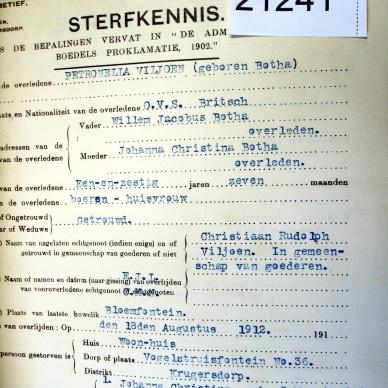 RETIEF,
21241
STERFKENNIS.
DE BEPALINGEN VERVAT IN "DE ADM
BOEDELS PROKLAMATIE, 1902."
de overledene PETRONELLA VILJOEN (geboren Botha)
en Nationaliteit van de overledene O.V.S. Britsch
Vader Willem Jacobus Botha
overleden.
adressen van de
van de overledene
Moeder Johanna Christina Botha
overleden.
van de overledene Een-en-zestig jaren zeven maanden
de overledene boeren - huisvrouw
of Ongetrouwd
of Weduwe
getrouwd.
Naam van nagelaten echtgenoot (indien enige) en of
getrouwd in gemeenschap van goederen of niet
Christiaan Rudolph
Viljoen. In gemeen-
schap van goederen.
Naam of namen en datum (naar gissing) van overlijden
van vooroverledene echtgenoot
Plaats van laatste huwelik Bloemfontein.
van overlijden: Op den 18den Augustus 1912. 191
Huis Woon-huis
persoon gestorven is
Dorp of plaats Vogelstruisfontein No.36.
Distrikt Krugersdorp.
1. Johanna